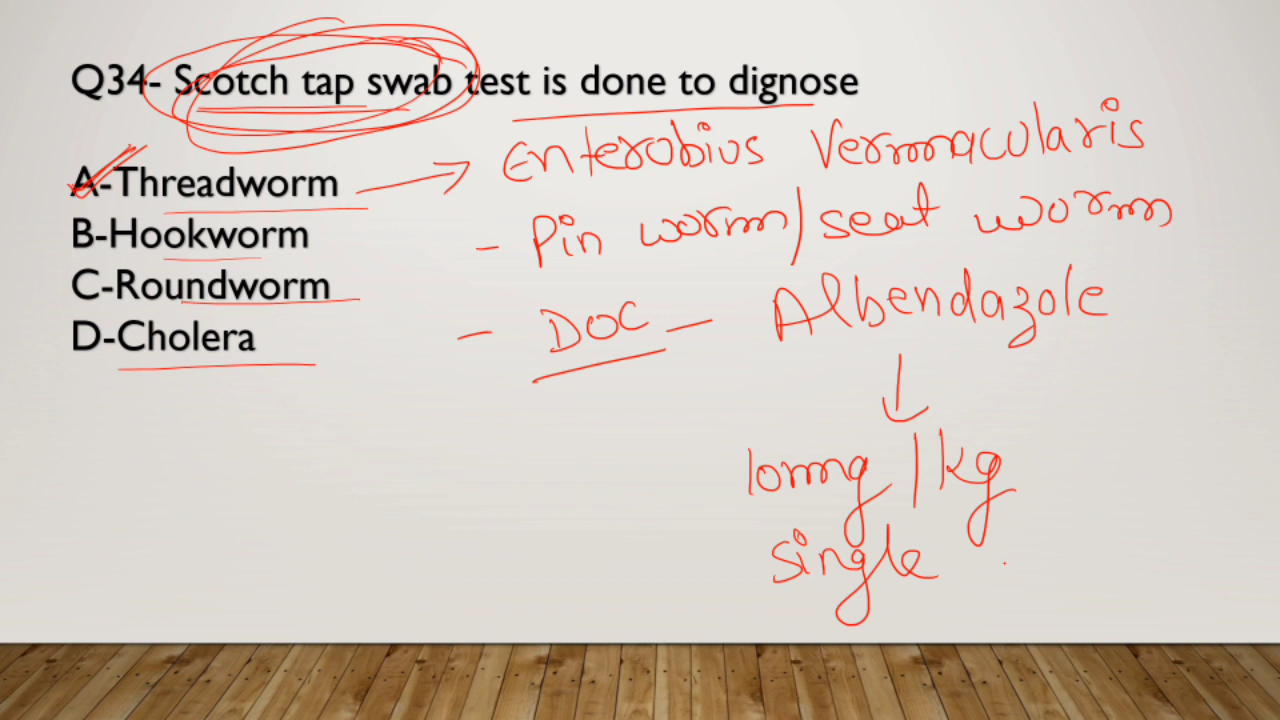 Q34- Scotch tap swab test is done to dignose
A-Threadworm
B-Hookworm
C-Roundworm
D-Cholera
Enterobius Vermacularis
- Pin worm/seat worm
- DOC - Albendazole
10mg/kg
single